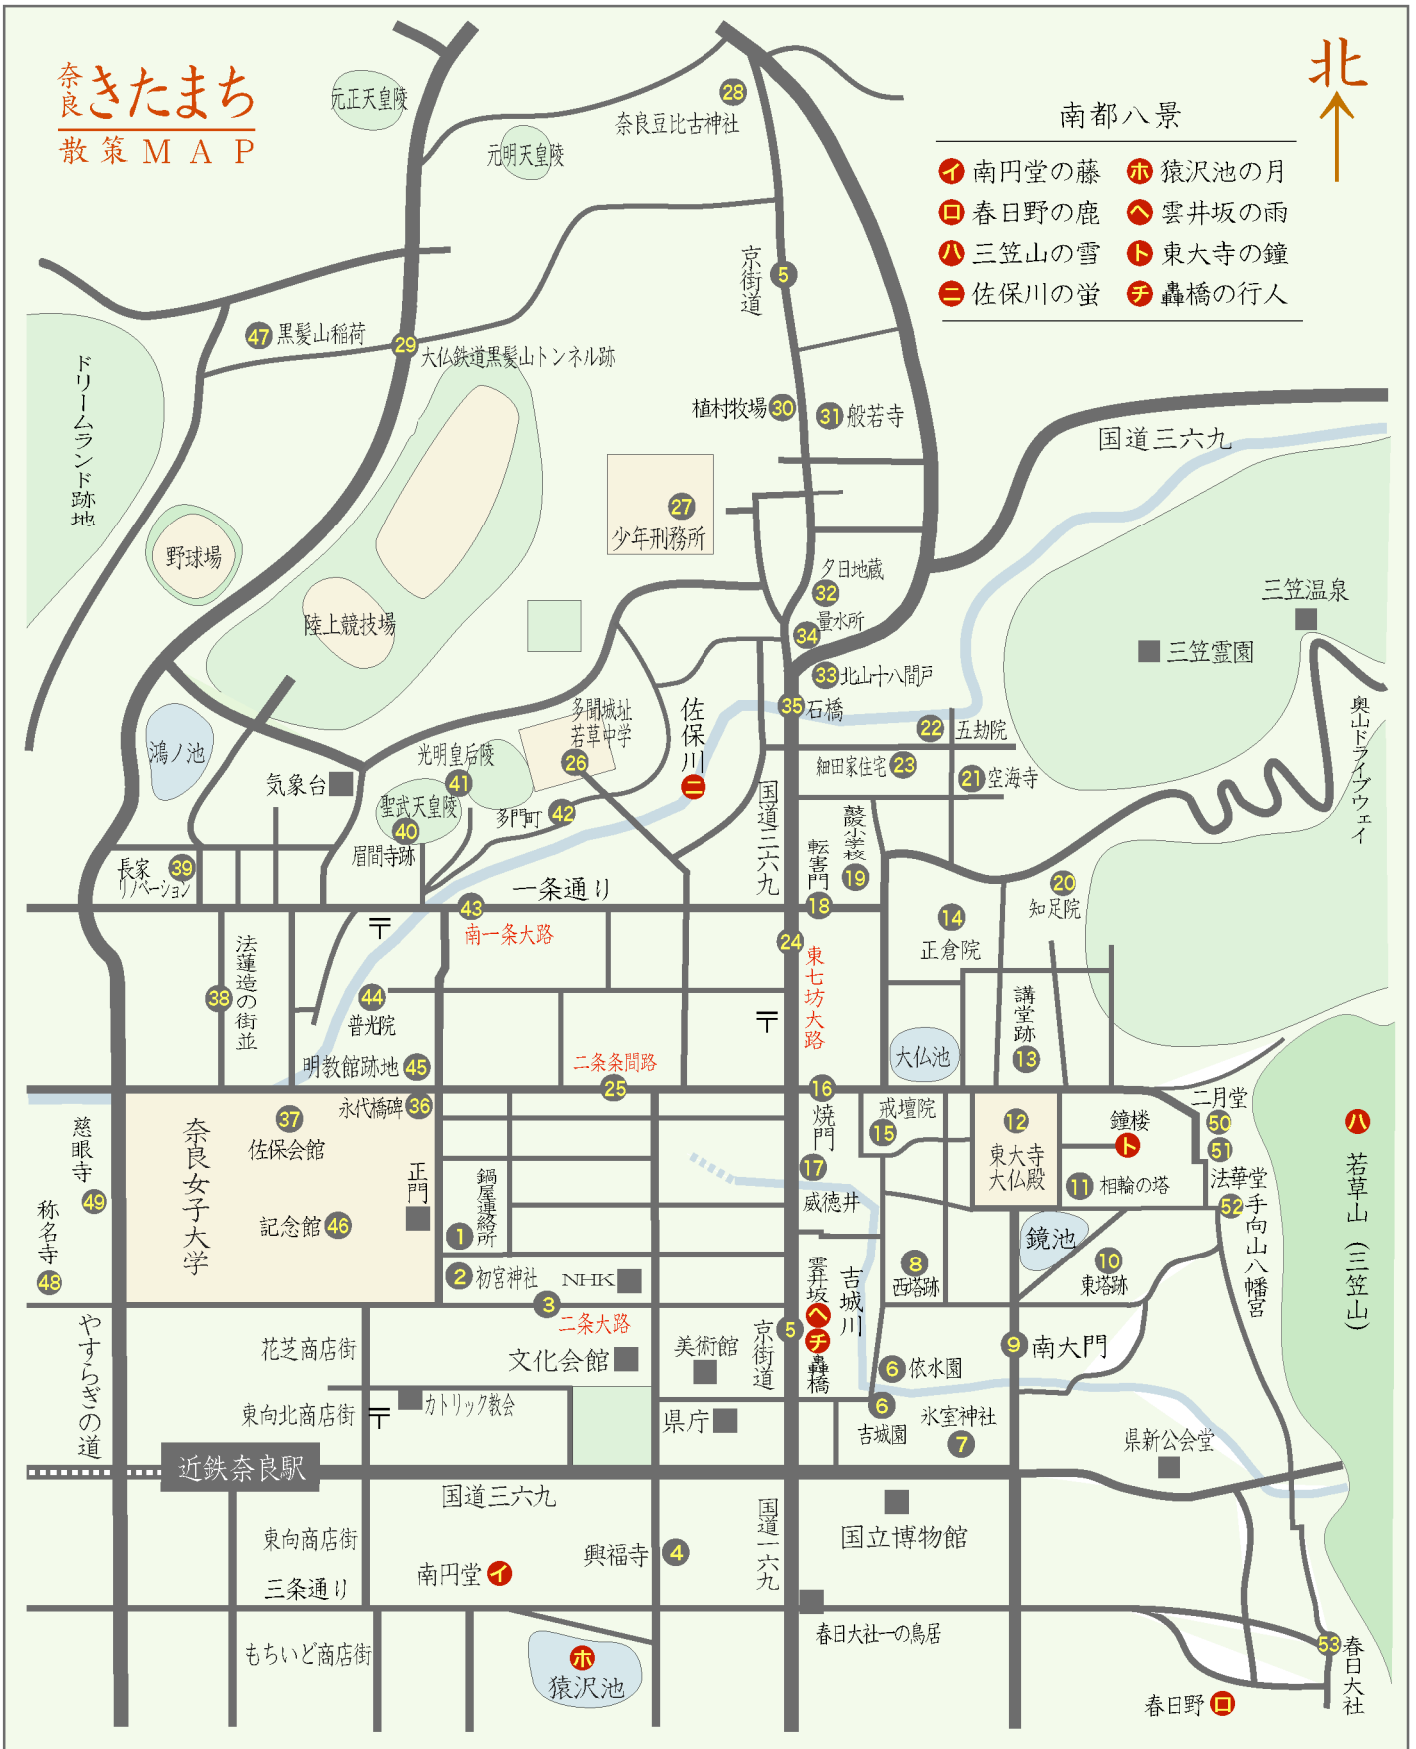 奈良きたまち
散策MAP
北
南都八景
イ 南円堂の藤
ロ 春日野の鹿
ハ 三笠山の雪
ニ 佐保川の蛍
ホ 猿沢池の月
ヘ 雲井坂の雨
ト 東大寺の鐘
チ 轟橋の行人
元正天皇陵
元明天皇陵
28
奈良豆比古神社
京街道
5
47 黒髪山稲荷
29
大仏鉄道黒髪山トンネル跡
ドリームランド跡地
植村牧場 30
31 般若寺
国道三六九
27
少年刑務所
野球場
陸上競技場
夕日地蔵
32
量水所
34
33 北山十八間戸
三笠温泉
三笠霊園
奥山ドライブウェイ
35 石橋
佐保川
ニ
多聞城址
若草中学
26
光明皇后陵
41
聖武天皇陵
40
眉間寺跡
多門町 42
鴻ノ池
気象台
22 五劫院
細田家住宅 23
21 空海寺
国道三六九
鼓阪小学校
19
転害門
18
長家
リノベーション
39
一条通り
43
南一条大路
〒
20
知足院
14
正倉院
24
東七坊大路
法蓮造の街並
38
44
普光院
〒
講堂跡
13
大仏池
明教館跡地 45
二条条間路
25
16
焼門
17
威徳井
永代橋碑 36
37
佐保会館
奈良女子大学
記念館 46
正門
慈眼寺
49
称名寺
48
戒壇院
15
12
東大寺
大仏殿
鐘楼
ト
11 相輪の塔
二月堂
50
51
法華堂
52
手向山八幡宮
ハ
若草山(三笠山)
鍋屋連絡所
1
2 初宮神社
NHK
3
二条大路
鏡池
8
西塔跡
10
東塔跡
雲井坂
ヘ
チ
轟橋
吉城川
5
京街道
やすらぎの道
花芝商店街
文化会館
美術館
9 南大門
6 依水園
6
吉城園
氷室神社
7
東向北商店街
〒
カトリック教会
県庁
県新公会堂
近鉄奈良駅
国道三六九
国道一六九
国立博物館
東向商店街
三条通り
南円堂 イ
興福寺 4
もちいど商店街
ホ
猿沢池
春日大社一の鳥居
53
春日大社
春日野 ロ